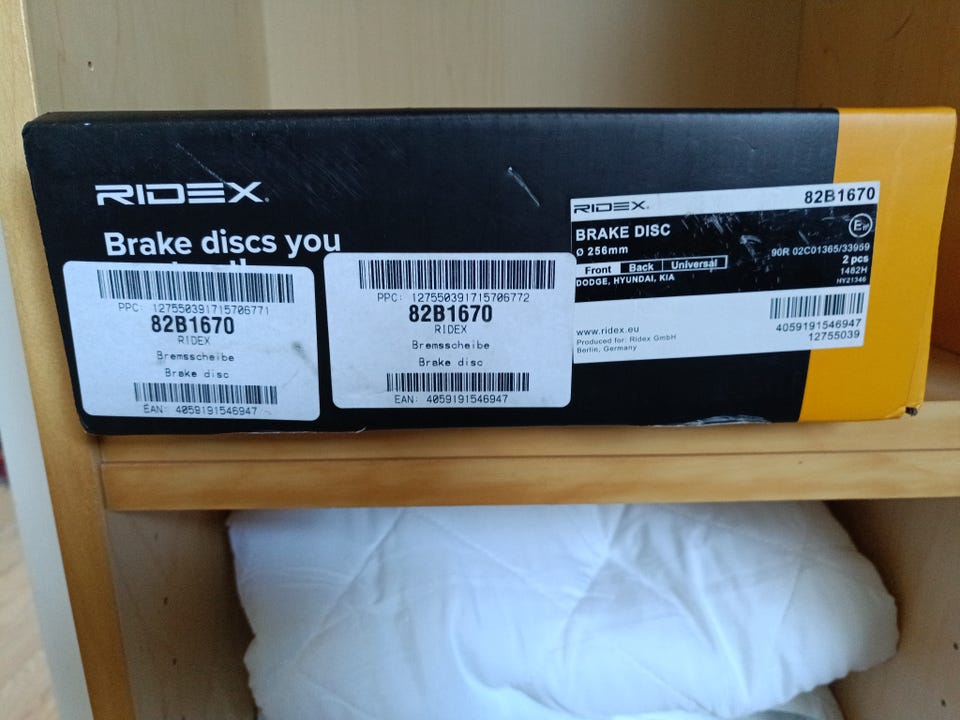 RIDEX
Brake discs you
PPC: 127550391715706771
82B1670
RIDEX
Bremsscheibe
Brake disc
EAN: 4059191546947
PPC: 127550391715706772
82B1670
RIDEX
Bremsscheibe
Brake disc
EAN: 4059191546947
RIDEX 82B1670
BRAKE DISC
ø 256mm
90R 02C01365/33959
Front Back Universal
2 pcs
DODGE, HYUNDAI, KIA
1482H
HY21346
4059191546947
12755039
www.ridex.eu
Produced for: Ridex GmbH
Berlin, Germany